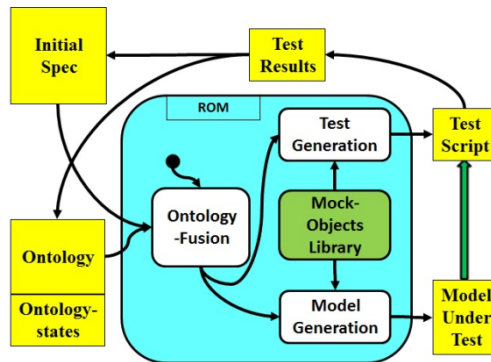 Initial
Spec
Test
Results
ROM
Test
Generation
Test
Script
Ontology
-Fusion
Mock-
Objects
Library
Ontology
Ontology-
states
Model
Generation
Model
Under
Test